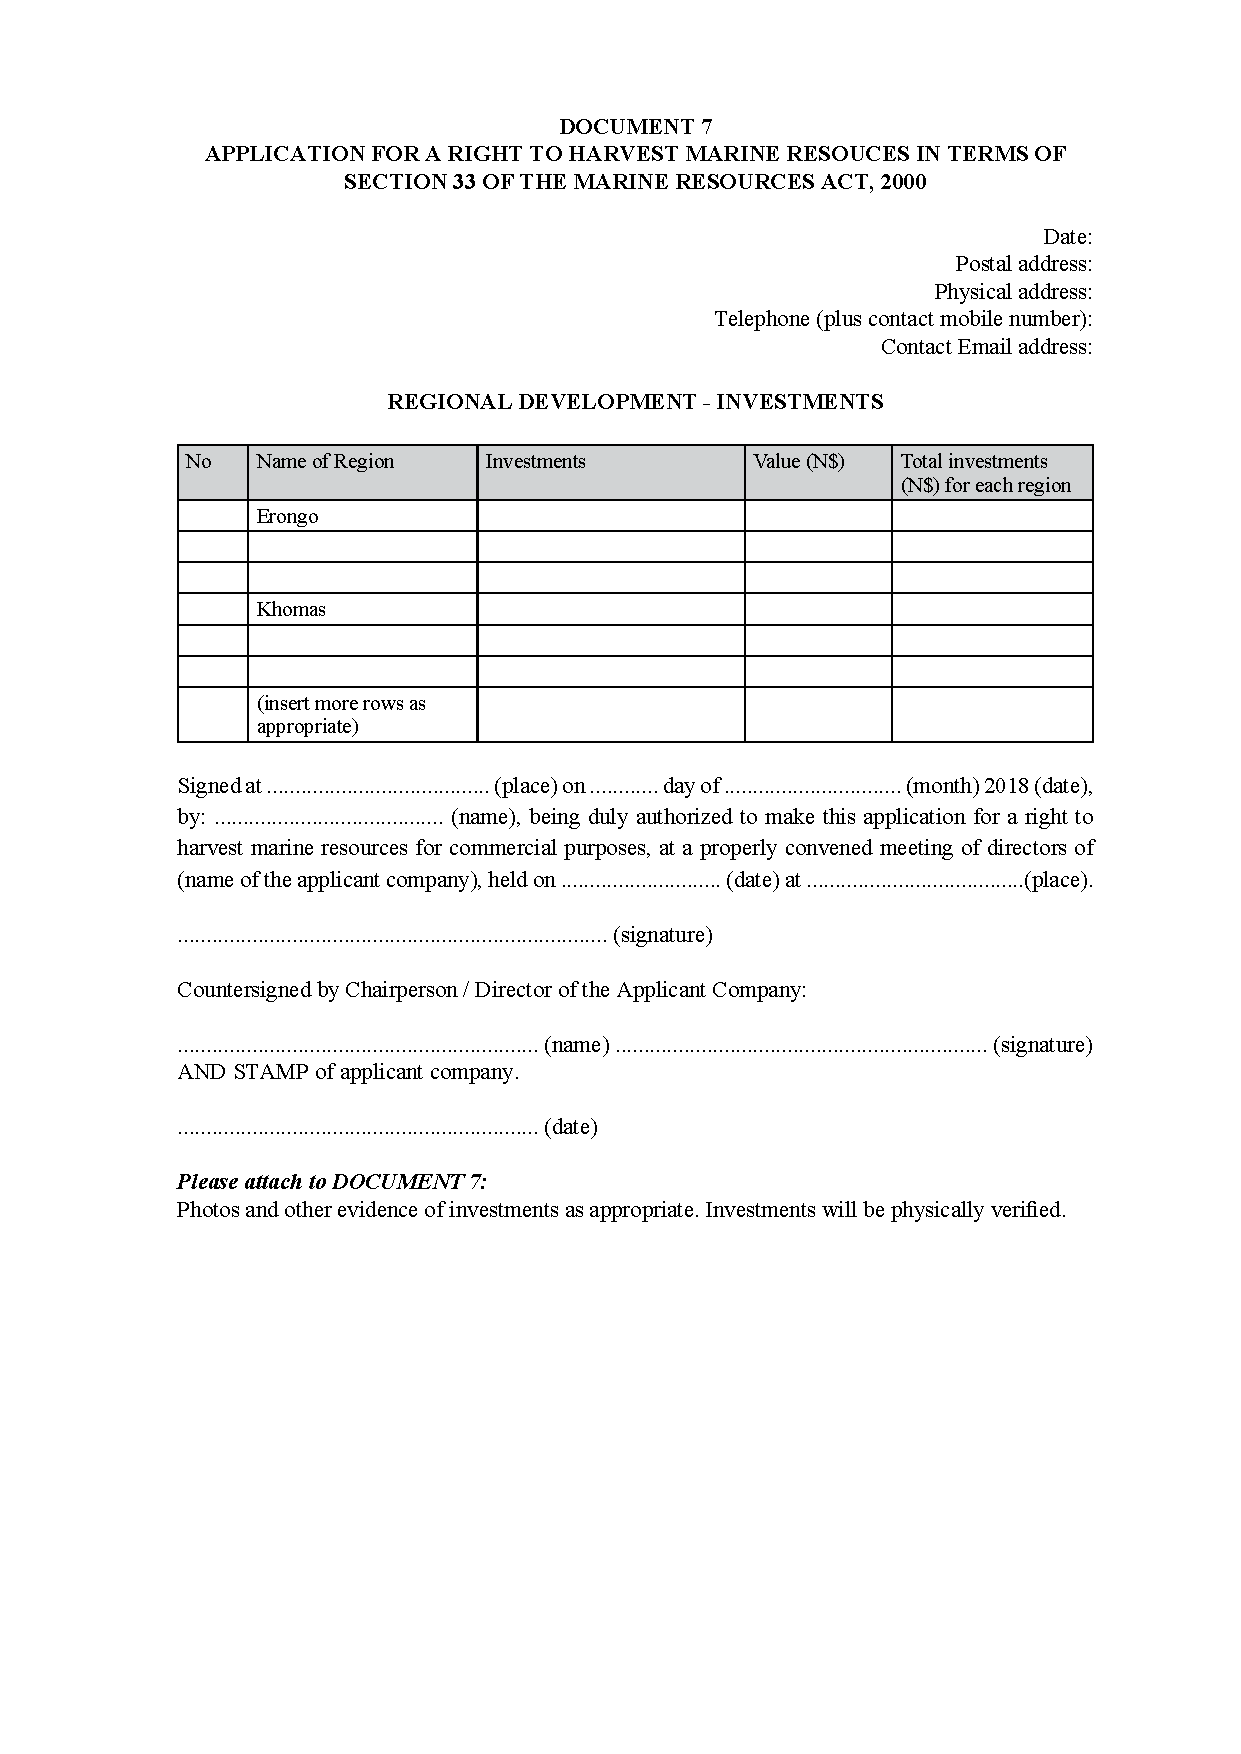 DOCUMENT 7
APPLICATION FOR A RIGHT TO HARVEST MARINE RESOUCES IN TERMS OF
SECTION 33 OF THE MARINE RESOURCES ACT, 2000
Date:
Postal address:
Physical address:
Telephone (plus contact mobile number):
Contact Email address:
REGIONAL DEVELOPMENT - INVESTMENTS
No Name of Region Investments Value (N$) Total investments
(N$) for each region
Erongo
Khomas
(insert more rows as
appropriate)
Signed at ....................................... (place) on ............ day of ............................... (month) 2018 (date),
by: ........................................ (name), being duly authorized to make this application for a right to
harvest marine resources for commercial purposes, at a properly convened meeting of directors of
(name of the applicant company), held on ............................ (date) at ......................................(place).
........................................................................... (signature)
Countersigned by Chairperson / Director of the Applicant Company:
............................................................... (name) ................................................................. (signature)
AND STAMP of applicant company.
............................................................... (date)
Please attach to DOCUMENT 7:
Photos and other evidence of investments as appropriate. Investments will be physically verified.